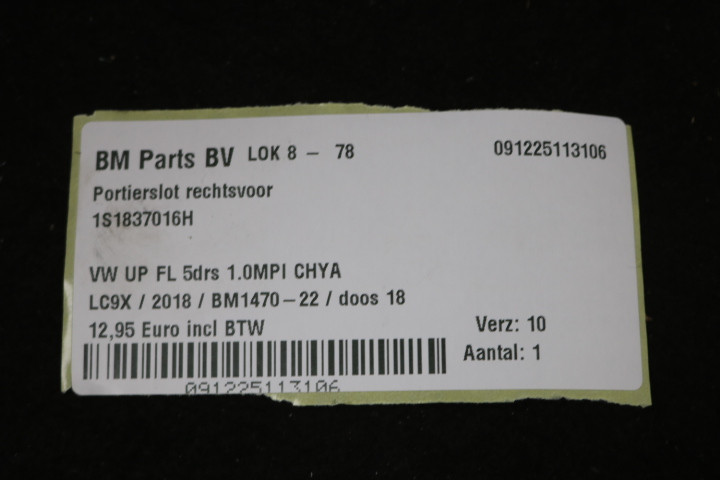 BM Parts BV LOK 8 - 78 091225113106
Portierslot rechtsvoor
1S1837016H
VW UP FL 5drs 1.0MPI CHYA
LC9X / 2018 / BM1470-22 / doos 18
12,95 Euro incl BTW Verz: 10
Aantal: 1
091225113106